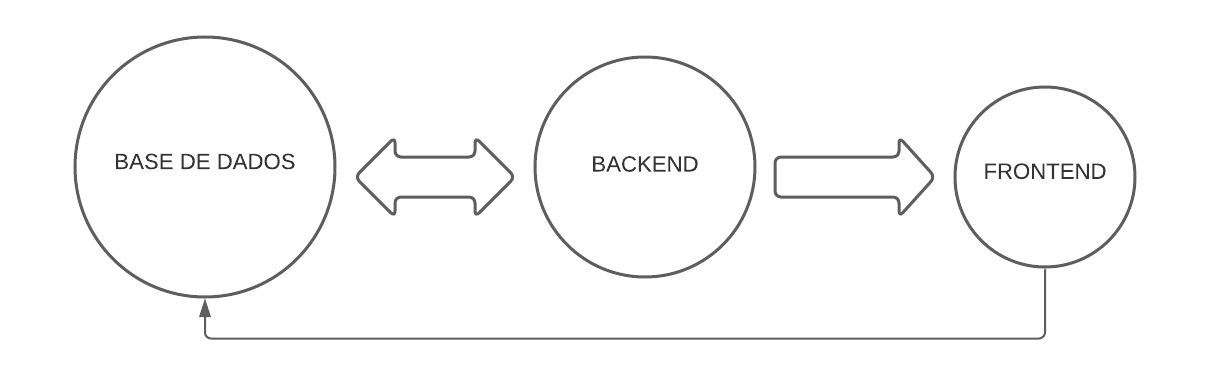 BASE DE DADOS
BACKEND
FRONTEND